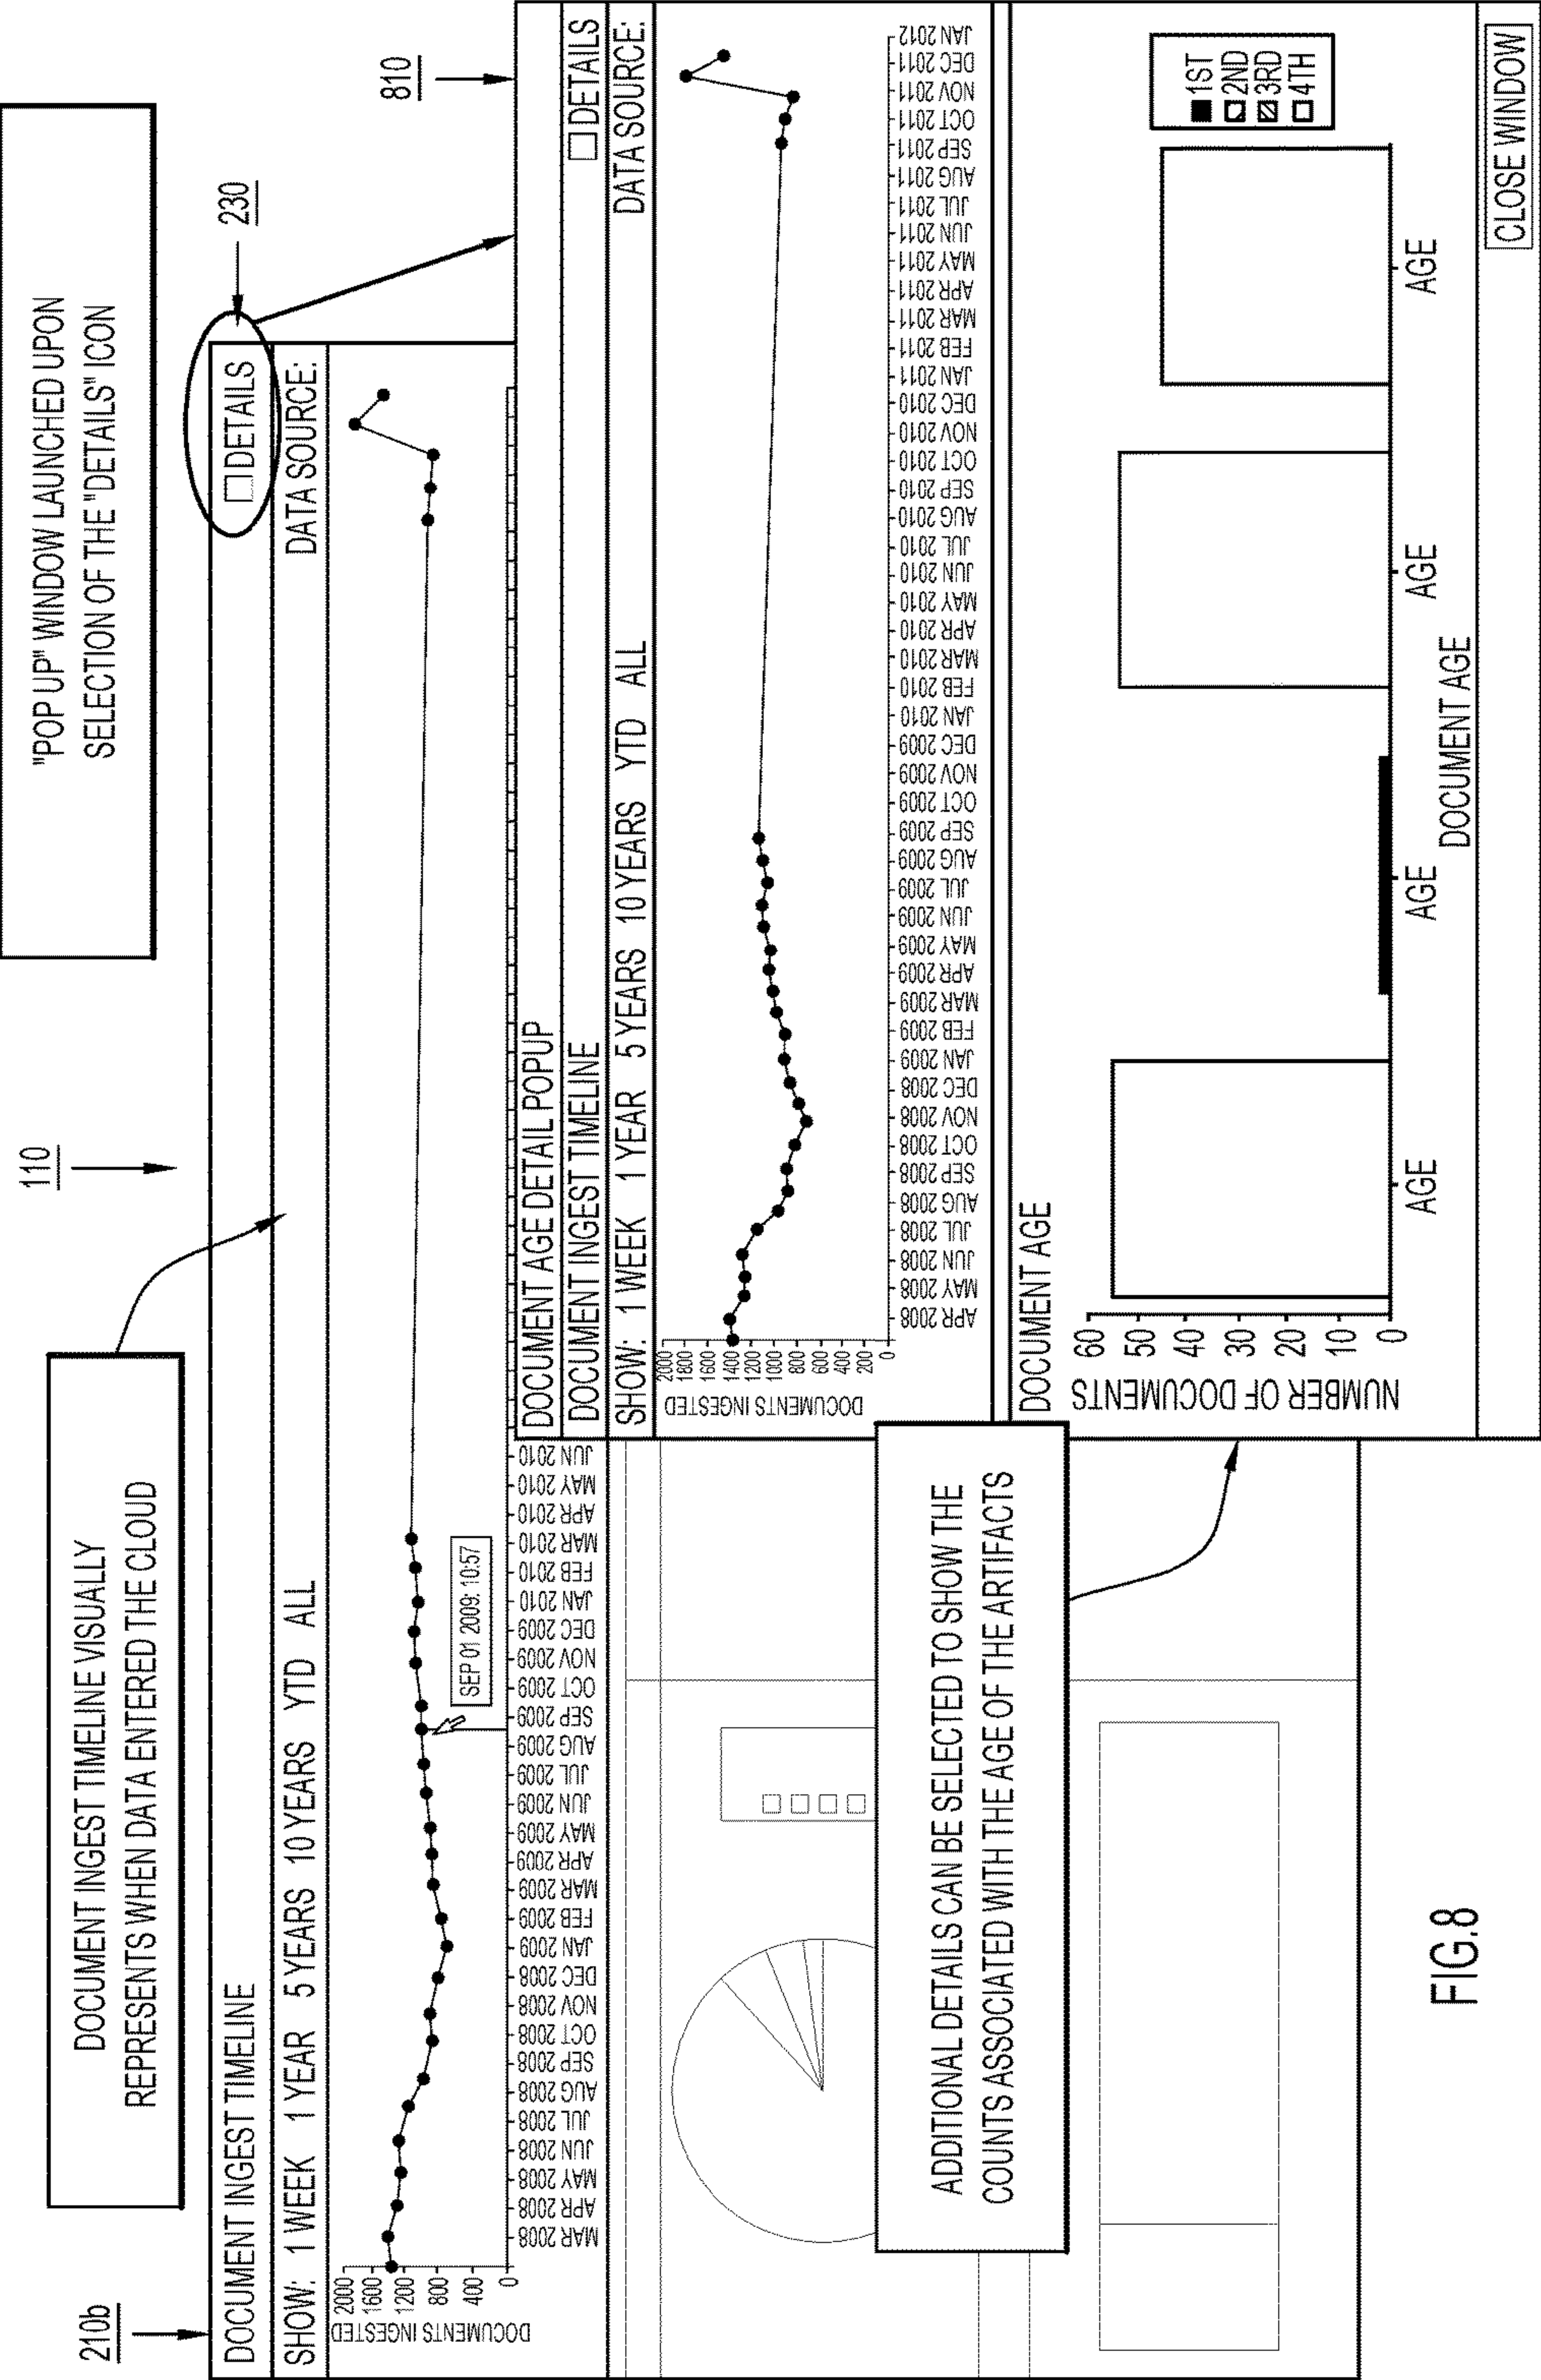 110
"POP UP" WINDOW LAUNCHED UPON
SELECTION OF THE "DETAILS" ICON
DOCUMENT INGEST TIMELINE VISUALLY
REPRESENTS WHEN DATA ENTERED THE CLOUD
210b
230
DOCUMENT INGEST TIMELINE
DETAILS
SHOW: 1 WEEK 1 YEAR 5 YEARS 10 YEARS YTD ALL
DATA SOURCE:
DOCUMENTS INGESTED
2000
1600
1200
800
400
0
SEP 01 2009: 10:57
MAR 2008
APR 2008
MAY 2008
JUN 2008
JUL 2008
AUG 2008
SEP 2008
OCT 2008
NOV 2008
DEC 2008
JAN 2009
FEB 2009
MAR 2009
APR 2009
MAY 2009
JUN 2009
JUL 2009
AUG 2009
SEP 2009
OCT 2009
NOV 2009
DEC 2009
JAN 2010
FEB 2010
MAR 2010
APR 2010
MAY 2010
JUN 2010
810
DOCUMENT AGE DETAIL POPUP
DOCUMENT INGEST TIMELINE
DETAILS
SHOW: 1 WEEK 1 YEAR 5 YEARS 10 YEARS YTD ALL
DATA SOURCE:
DOCUMENTS INGESTED
2000
1800
1600
1400
1200
1000
800
600
400
200
0
APR 2008
MAY 2008
JUN 2008
JUL 2008
AUG 2008
SEP 2008
OCT 2008
NOV 2008
DEC 2008
JAN 2009
FEB 2009
MAR 2009
APR 2009
MAY 2009
JUN 2009
JUL 2009
AUG 2009
SEP 2009
OCT 2009
NOV 2009
DEC 2009
JAN 2010
FEB 2010
MAR 2010
APR 2010
MAY 2010
JUN 2010
JUL 2010
AUG 2010
SEP 2010
OCT 2010
NOV 2010
DEC 2010
JAN 2011
FEB 2011
MAR 2011
APR 2011
MAY 2011
JUN 2011
JUL 2011
AUG 2011
SEP 2011
OCT 2011
NOV 2011
DEC 2011
JAN 2012
ADDITIONAL DETAILS CAN BE SELECTED TO SHOW THE
COUNTS ASSOCIATED WITH THE AGE OF THE ARTIFACTS
DOCUMENT AGE
NUMBER OF DOCUMENTS
60
50
40
30
20
10
0
1ST
2ND
3RD
4TH
AGE AGE AGE AGE
DOCUMENT AGE
CLOSE WINDOW
FIG.8